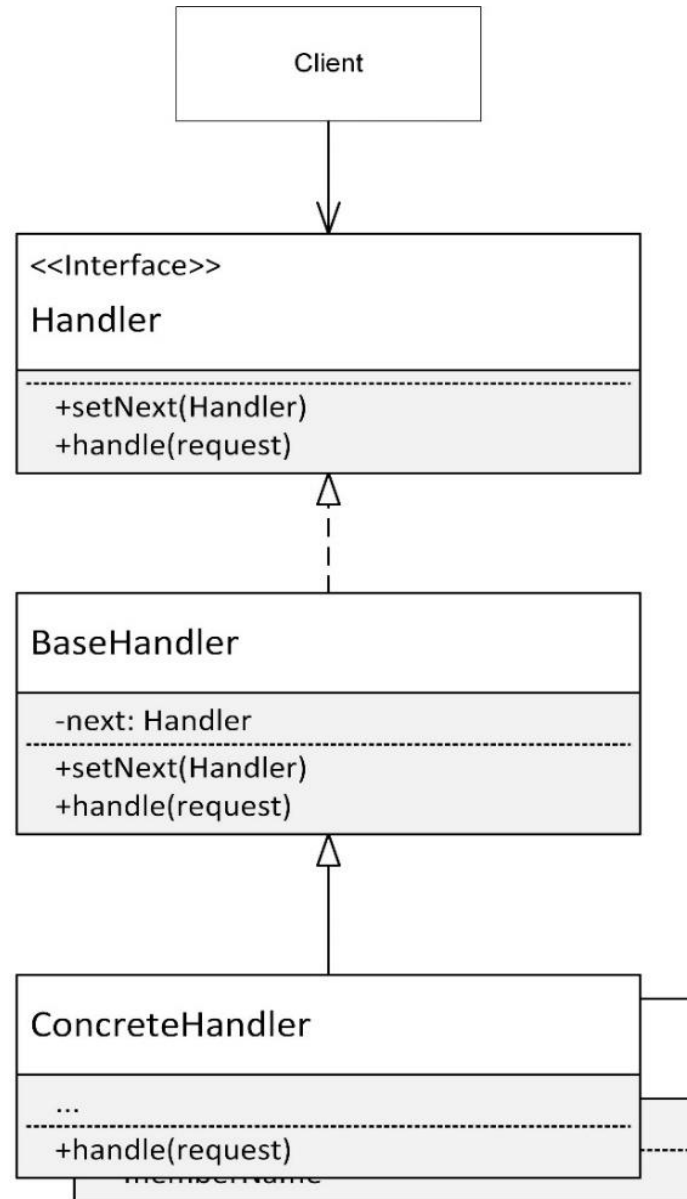 Client
<<Interface>>
Handler
+setNext(Handler)
+handle(request)
BaseHandler
-next: Handler
+setNext(Handler)
+handle(request)
ConcreteHandler
...
+handle(request)